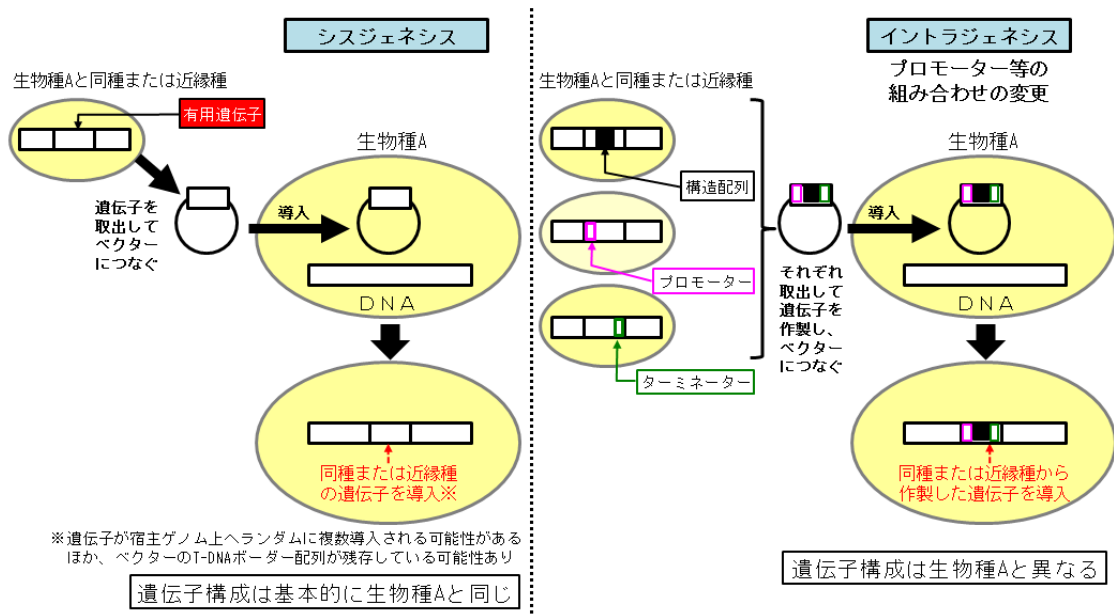 シスジェネシス
生物種Aと同種または近縁種
有用遺伝子
生物種A
遺伝子を
取出して
ベクター
につなぐ
導入
DNA
同種または近縁種
の遺伝子を導入※
※遺伝子が宿主ゲノム上へランダムに複数導入される可能性がある
ほか、ベクターのT-DNAボーダー配列が残存している可能性あり
遺伝子構成は基本的に生物種Aと同じ
イントラジェネシス
プロモーター等の
組み合わせの変更
生物種Aと同種または近縁種
構造配列
プロモーター
ターミネーター
それぞれ
取出して
遺伝子を
作製し、
ベクター
につなぐ
導入
生物種A
DNA
同種または近縁種から
作製した遺伝子を導入
遺伝子構成は生物種Aと異なる